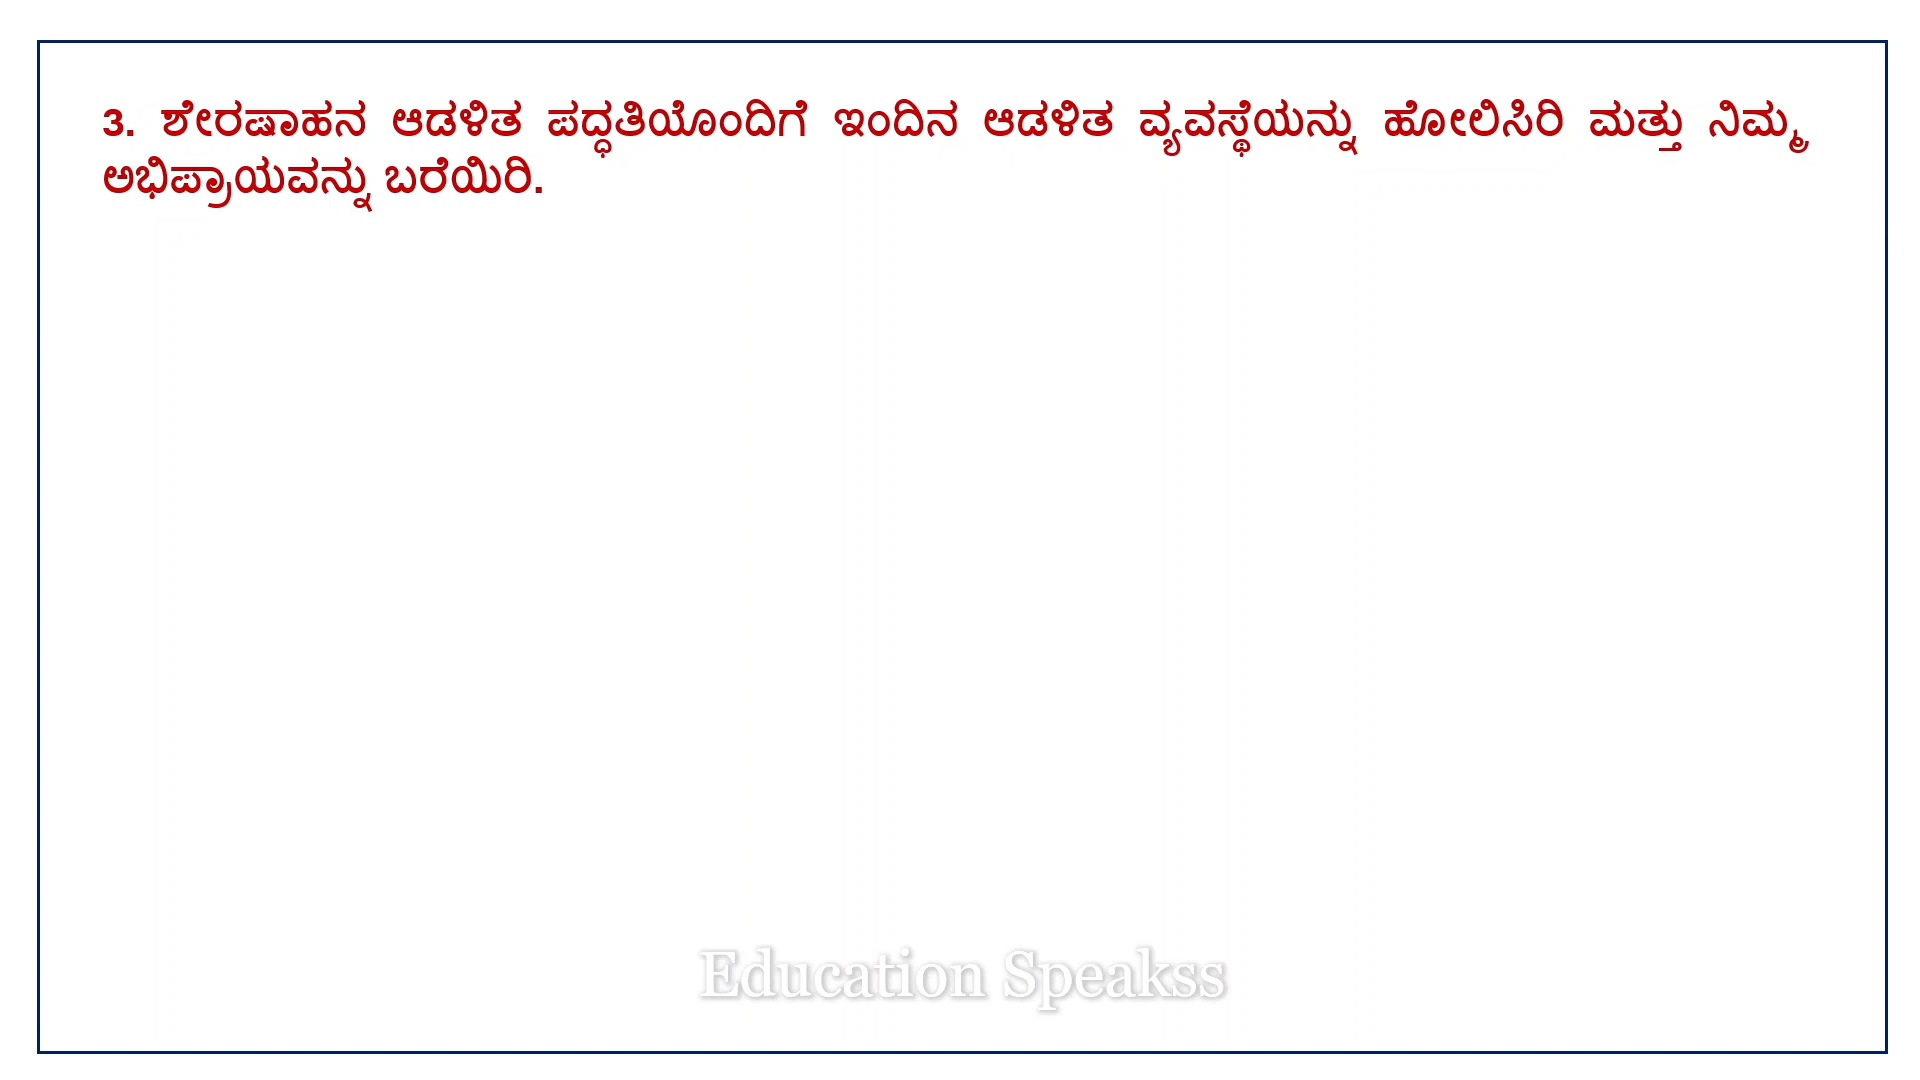 3. ಶೇರಷಾಹನ ಆಡಳಿತ ಪದ್ಧತಿಯೊಂದಿಗೆ ಇಂದಿನ ಆಡಳಿತ ವ್ಯವಸ್ಥೆಯನ್ನು ಹೋಲಿಸಿರಿ ಮತ್ತು ನಿಮ್ಮ
ಅಭಿಪ್ರಾಯವನ್ನು ಬರೆಯಿರಿ.
Education Speakss